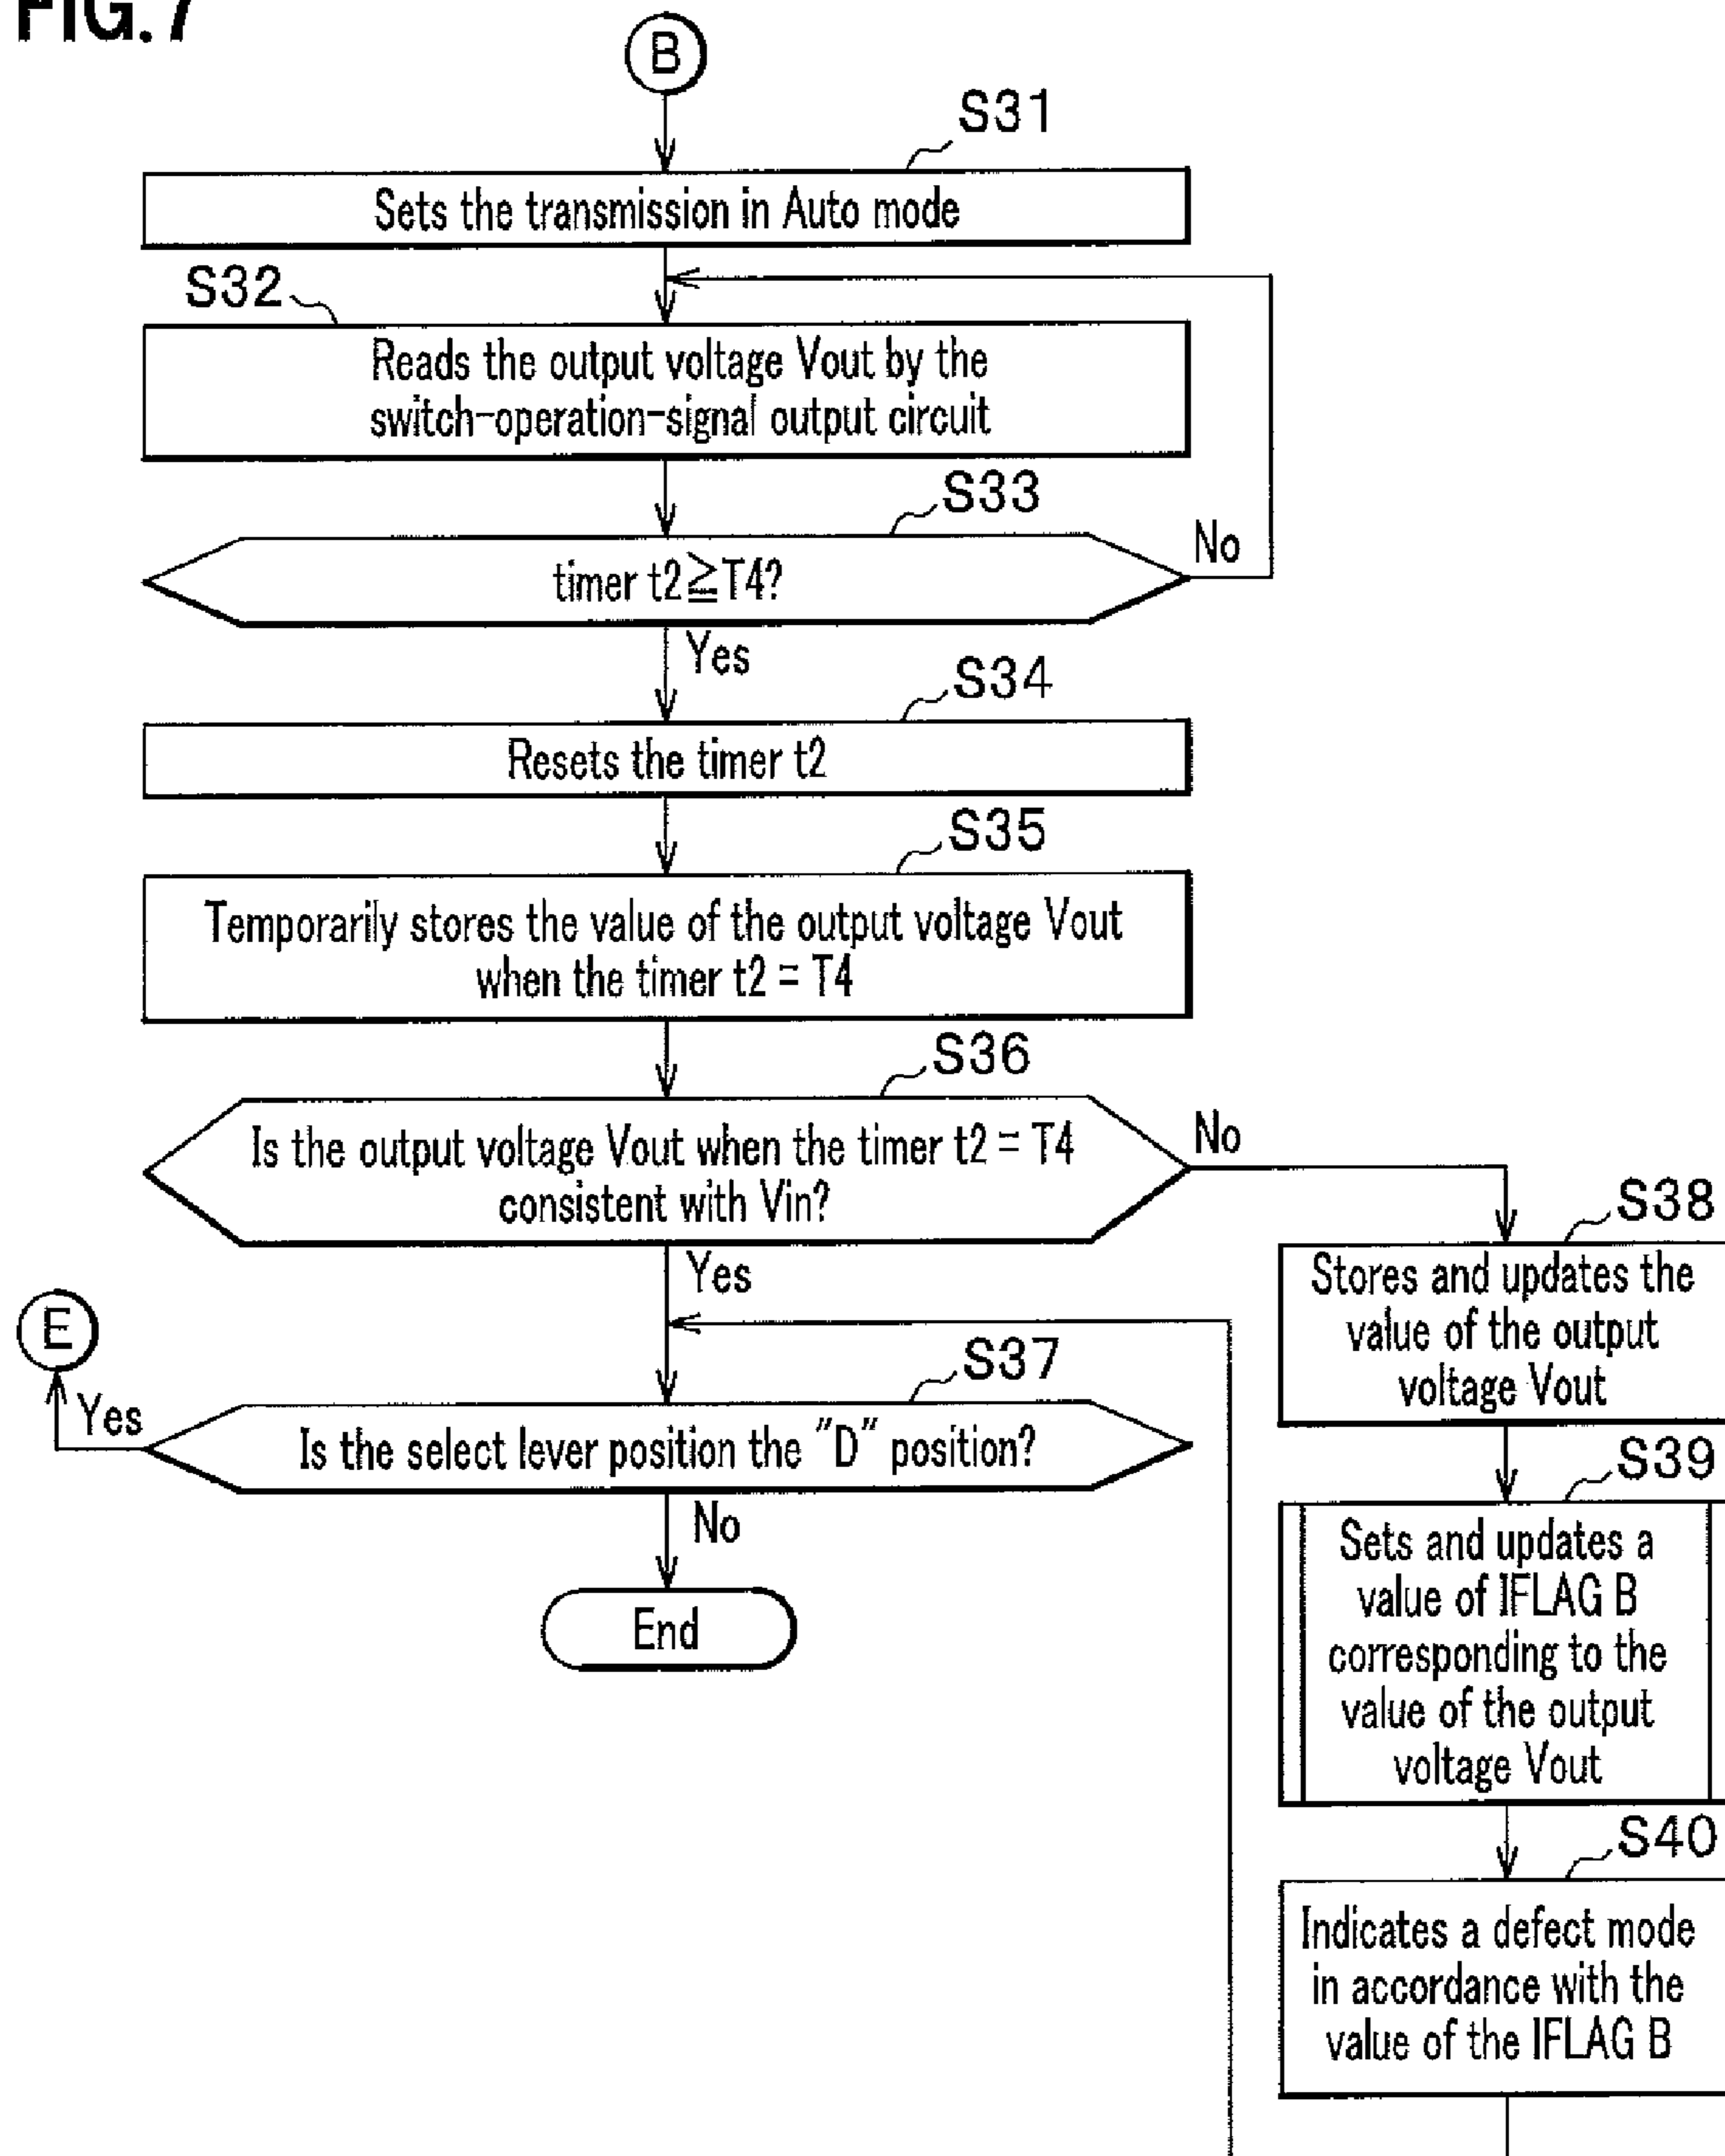 FIG. 7
B
S31
Sets the transmission in Auto mode
S32
Reads the output voltage Vout by the
switch-operation-signal output circuit
S33
timer t2≧T4?
No
Yes
S34
Resets the timer t2
S35
Temporarily stores the value of the output voltage Vout
when the timer t2 = T4
S36
Is the output voltage Vout when the timer t2 = T4
consistent with Vin?
No
Yes
S37
Is the select lever position the "D" position?
Yes
E
No
End
S38
Stores and updates the
value of the output
voltage Vout
S39
Sets and updates a
value of IFLAG B
corresponding to the
value of the output
voltage Vout
S40
Indicates a defect mode
in accordance with the
value of the IFLAG B